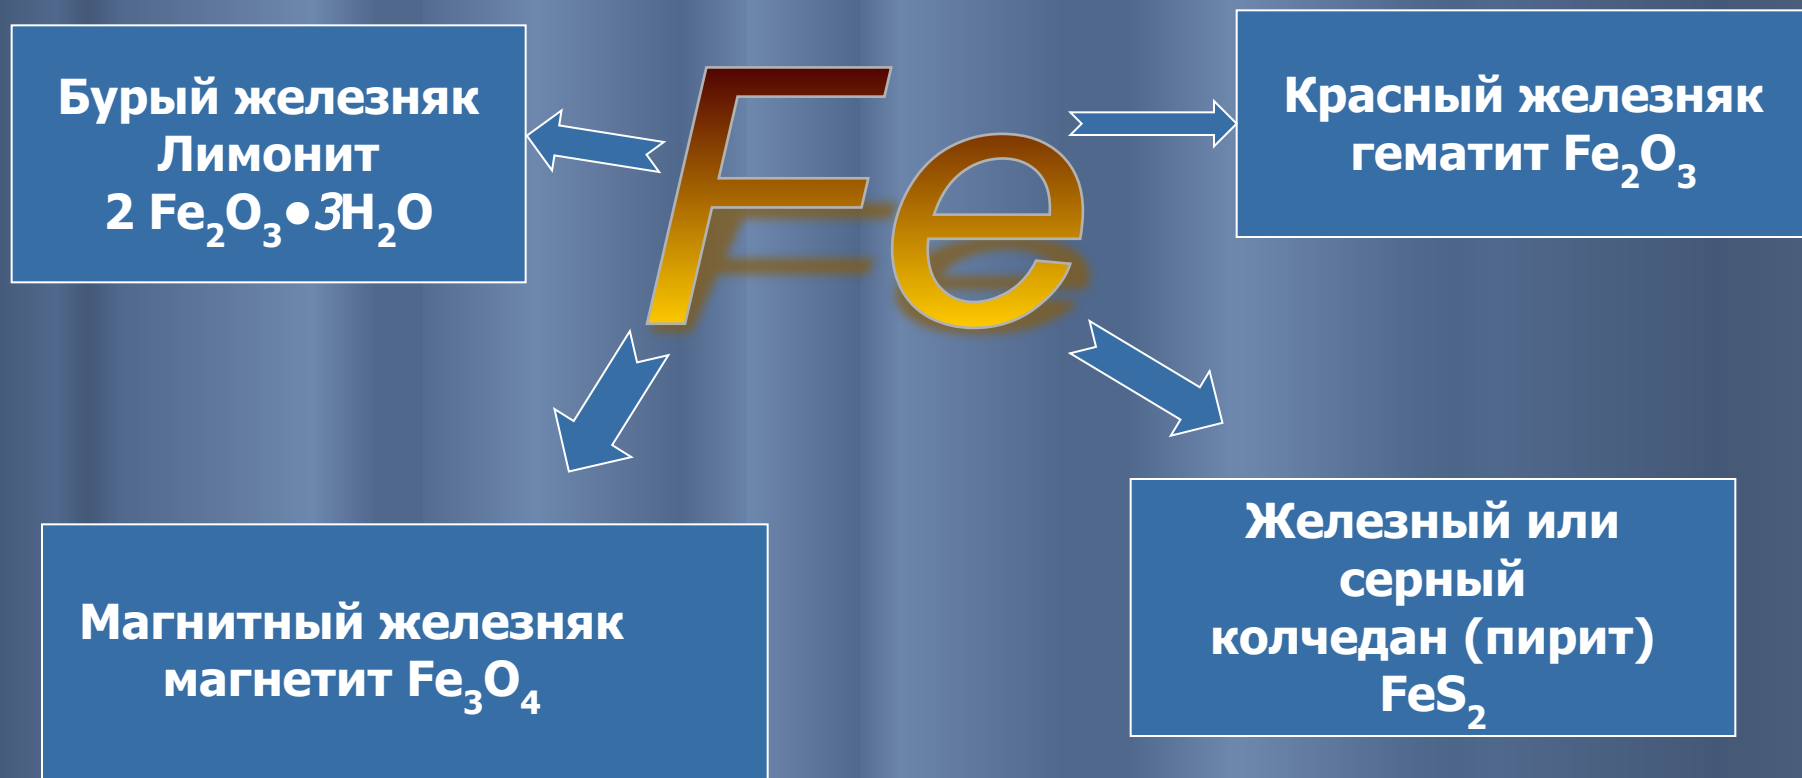 Бурый железняк
Лимонит
2 Fe₂O₃●3H₂O
Fe
Красный железняк
гематит Fe₂O₃
Магнитный железняк
магнетит Fe₃O₄
Железный или
серный
колчедан (пирит)
FeS₂